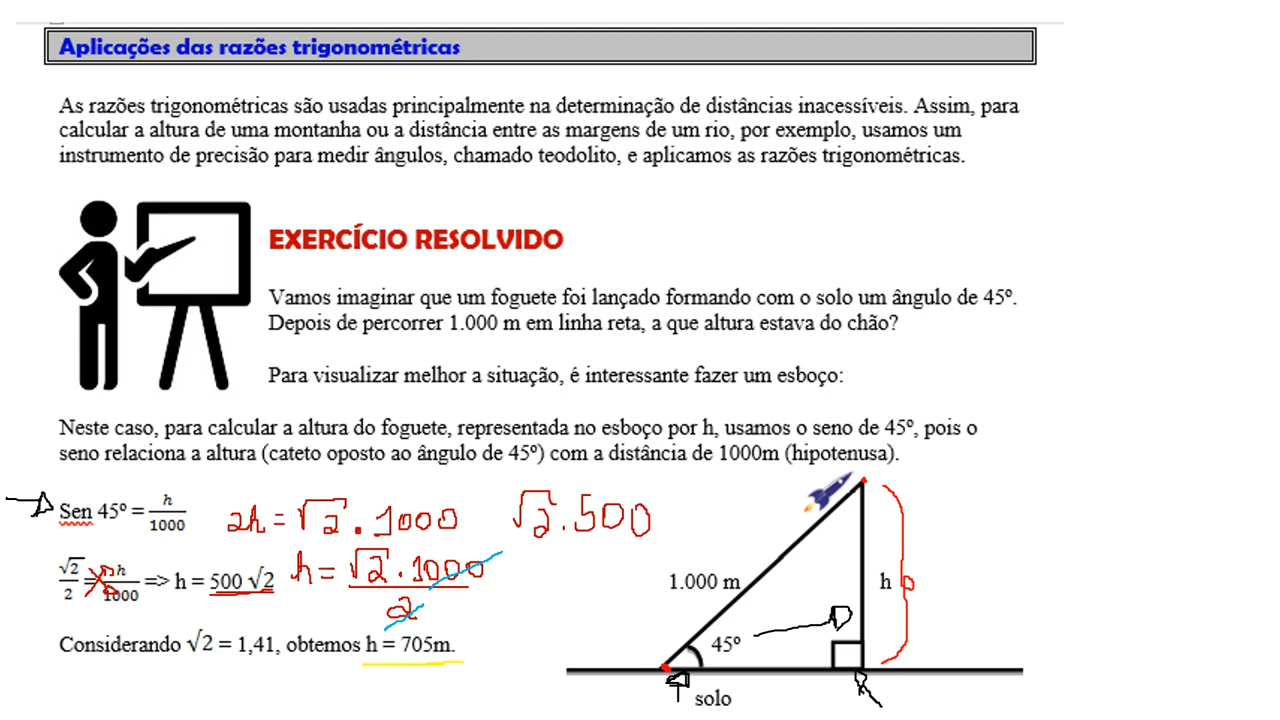 Aplicações das razões trigonométricas
As razões trigonométricas são usadas principalmente na determinação de distâncias inacessíveis. Assim, para
calcular a altura de uma montanha ou a distância entre as margens de um rio, por exemplo, usamos um
instrumento de precisão para medir ângulos, chamado teodolito, e aplicamos as razões trigonométricas.
EXERCÍCIO RESOLVIDO
Vamos imaginar que um foguete foi lançado formando com o solo um ângulo de 45º.
Depois de percorrer 1.000 m em linha reta, a que altura estava do chão?
Para visualizar melhor a situação, é interessante fazer um esboço:
Neste caso, para calcular a altura do foguete, representada no esboço por h, usamos o seno de 45º, pois o
seno relaciona a altura (cateto oposto ao ângulo de 45º) com a distância de 1000m (hipotenusa).
Sen 45º = h/1000
2h = √2 . 1000
√2 . 500
√2/2 = h/1000 => h = 500 √2
h = √2 . 1000/2
Considerando √2 = 1,41, obtemos h = 705m.
1.000 m
h
45º
solo